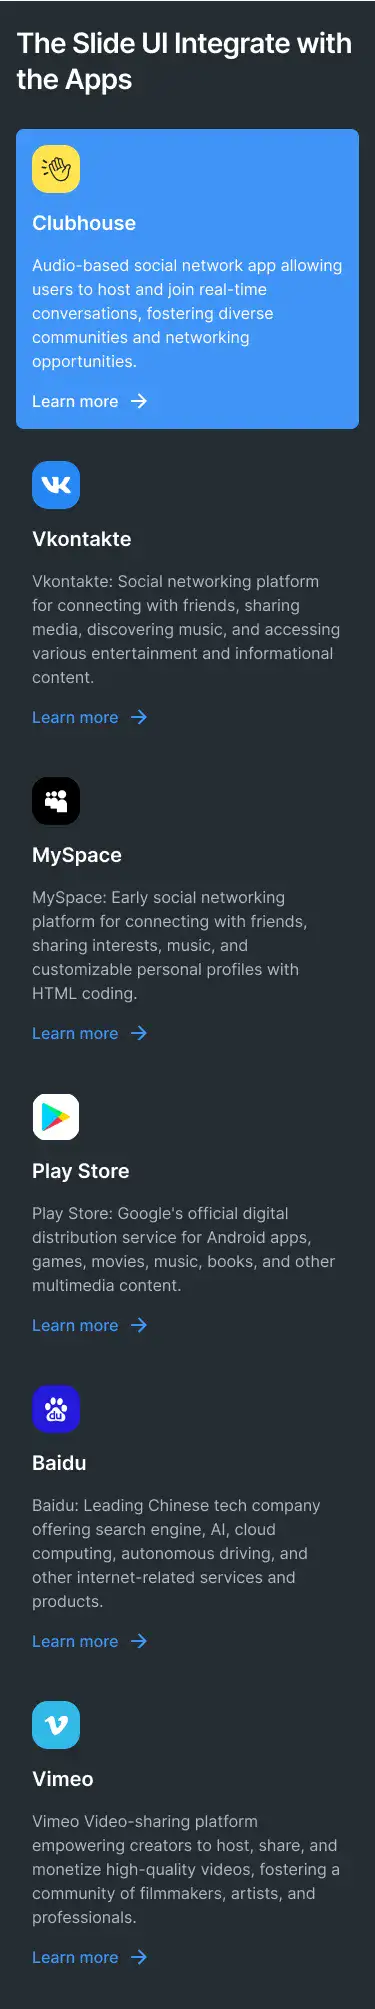 The Slide UI Integrate with
the Apps
Clubhouse
Audio-based social network app allowing
users to host and join real-time
conversations, fostering diverse
communities and networking
opportunities.
Learn more
Vkontakte
Vkontakte: Social networking platform
for connecting with friends, sharing
media, discovering music, and accessing
various entertainment and informational
content.
Learn more
MySpace
MySpace: Early social networking
platform for connecting with friends,
sharing interests, music, and
customizable personal profiles with
HTML coding.
Learn more
Play Store
Play Store: Google's official digital
distribution service for Android apps,
games, movies, music, books, and other
multimedia content.
Learn more
du
Baidu
Baidu: Leading Chinese tech company
offering search engine, AI, cloud
computing, autonomous driving, and
other internet-related services and
products.
Learn more
Vimeo
Vimeo Video-sharing platform
empowering creators to host, share, and
monetize high-quality videos, fostering a
community of filmmakers, artists, and
professionals.
Learn more